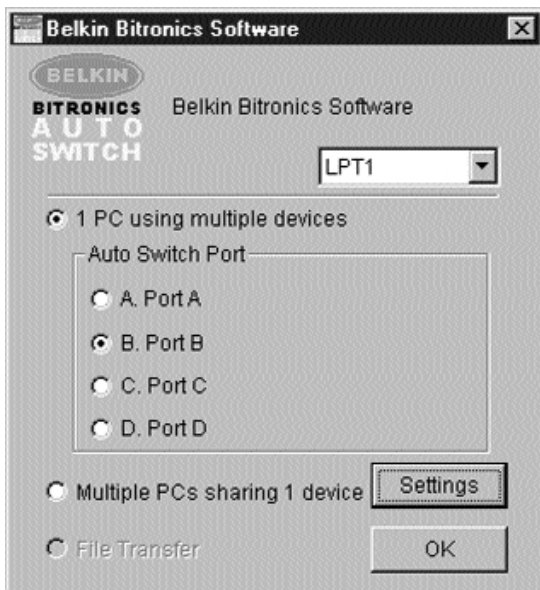 Belkin Bitronics Software
BELKIN
BITRONICS
AUTO
SWITCH
Belkin Bitronics Software
LPT1
1 PC using multiple devices
Auto Switch Port
A. Port A
B. Port B
C. Port C
D. Port D
Multiple PCs sharing 1 device
Settings
File Transfer
OK